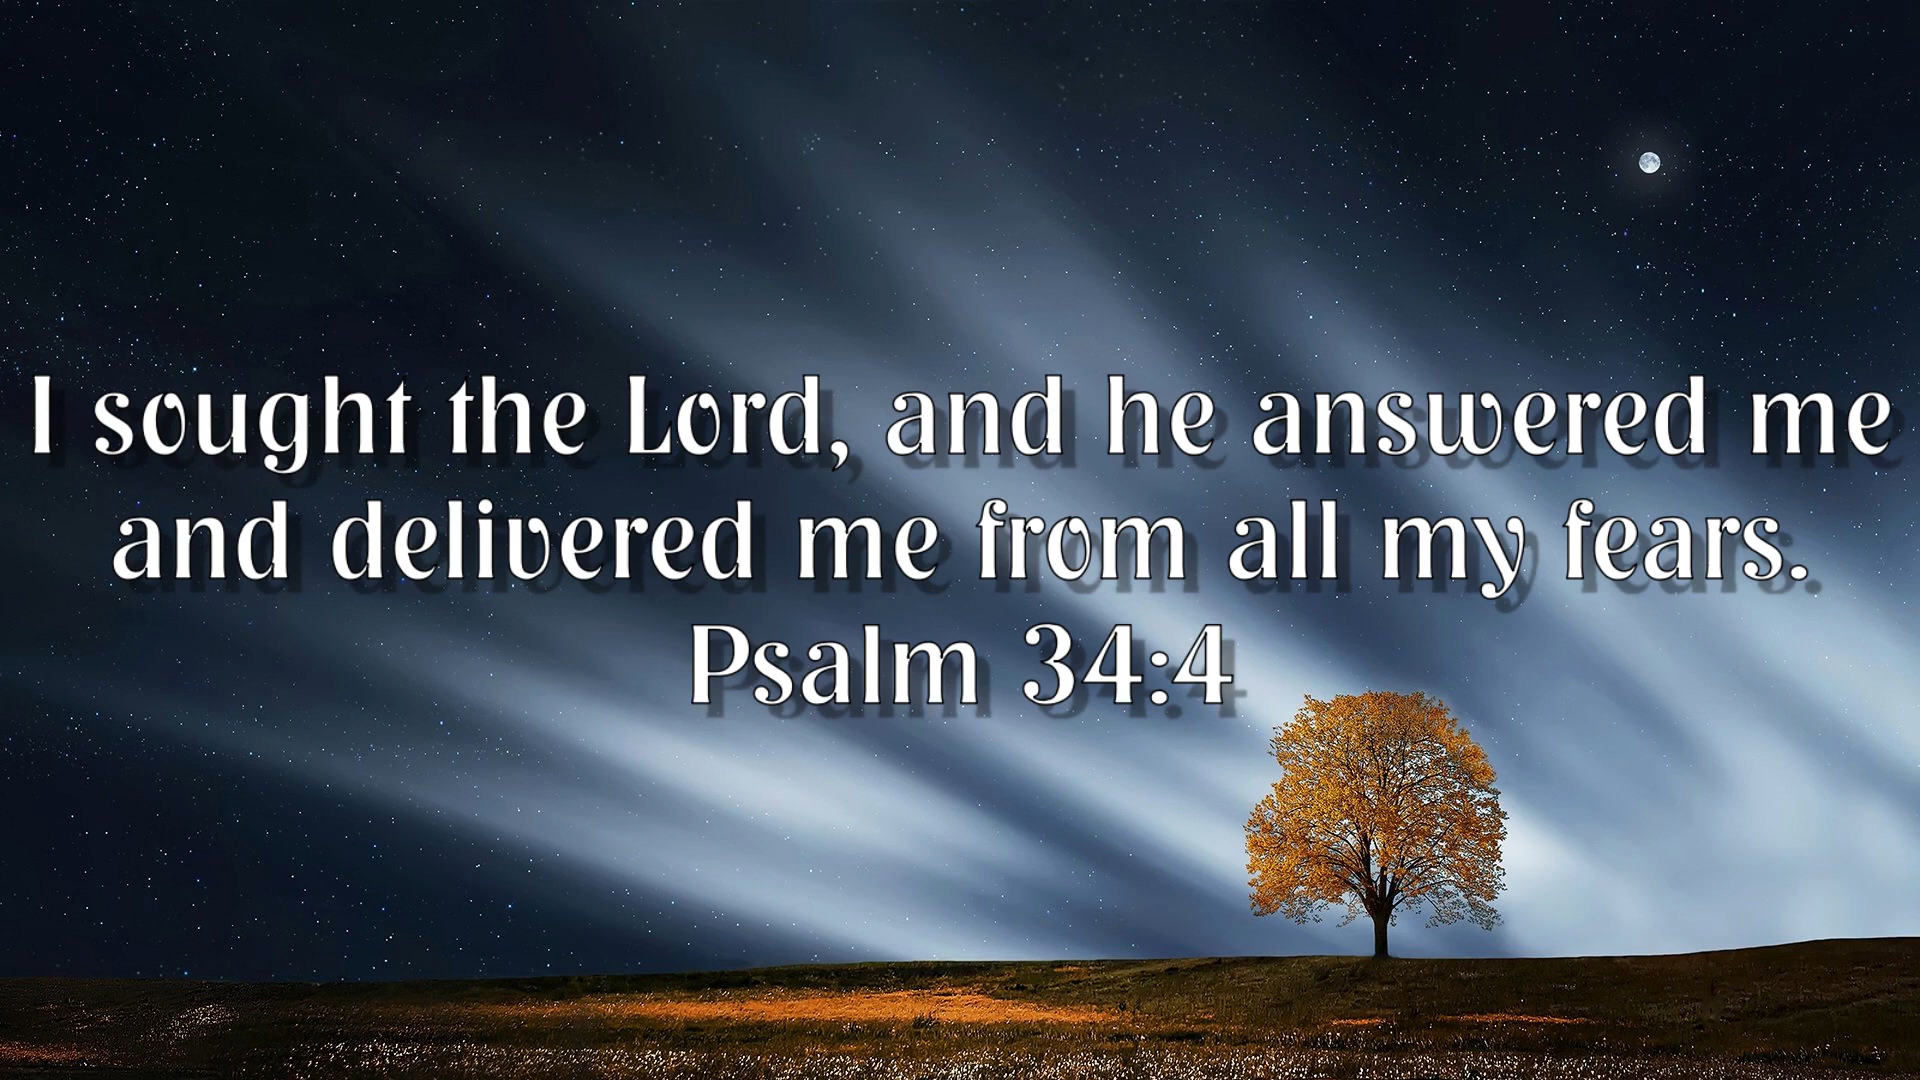 I sought the Lord, and he answered me
and delivered me from all my fears.
Psalm 34:4